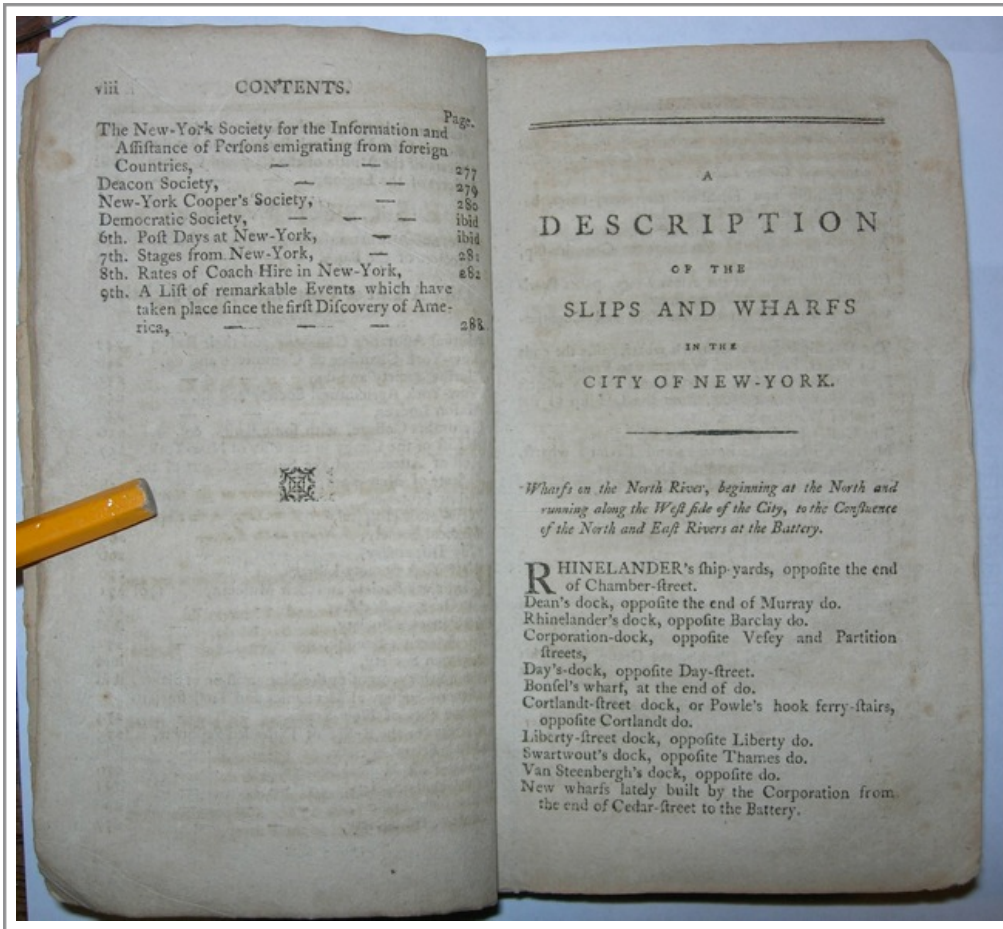 viii
CONTENTS.
Page.
The New-York Society for the Information and
Aſſiſtance of Perſons emigrating from foreign
Countries, — — 277
Deacon Society, — — 279
New-York Cooper's Society, — 280
Democratic Society, — — — ibid
6th. Poſt Days at New-York, — ibid
7th. Stages from New-York, — 281
8th. Rates of Coach Hire in New-York, 282
9th. A Liſt of remarkable Events which have
taken place ſince the firſt Diſcovery of Ame-
rica, — — — 288
A
DESCRIPTION
OF THE
SLIPS AND WHARFS
IN THE
CITY OF NEW-YORK.
Wharfs on the North River, beginning at the North and
running along the Weſt ſide of the City, to the Confluence
of the North and Eaſt Rivers at the Battery.
RHINELANDER's ſhip-yards, oppoſite the end
of Chamber-ſtreet.
Dean's dock, oppoſite the end of Murray do.
Rhinelander's dock, oppoſite Barclay do.
Corporation-dock, oppoſite Veſey and Partition
ſtreets,
Day's-dock, oppoſite Day-ſtreet.
Bonſel's wharf, at the end of do.
Cortlandt-ſtreet dock, or Powle's hook ferry-ſtairs,
oppoſite Cortlandt do.
Liberty-ſtreet dock, oppoſite Liberty do.
Swartwout's dock, oppoſite Thames do.
Van Steenbergh's dock, oppoſite do.
New wharfs lately built by the Corporation from
the end of Cedar-ſtreet to the Battery.